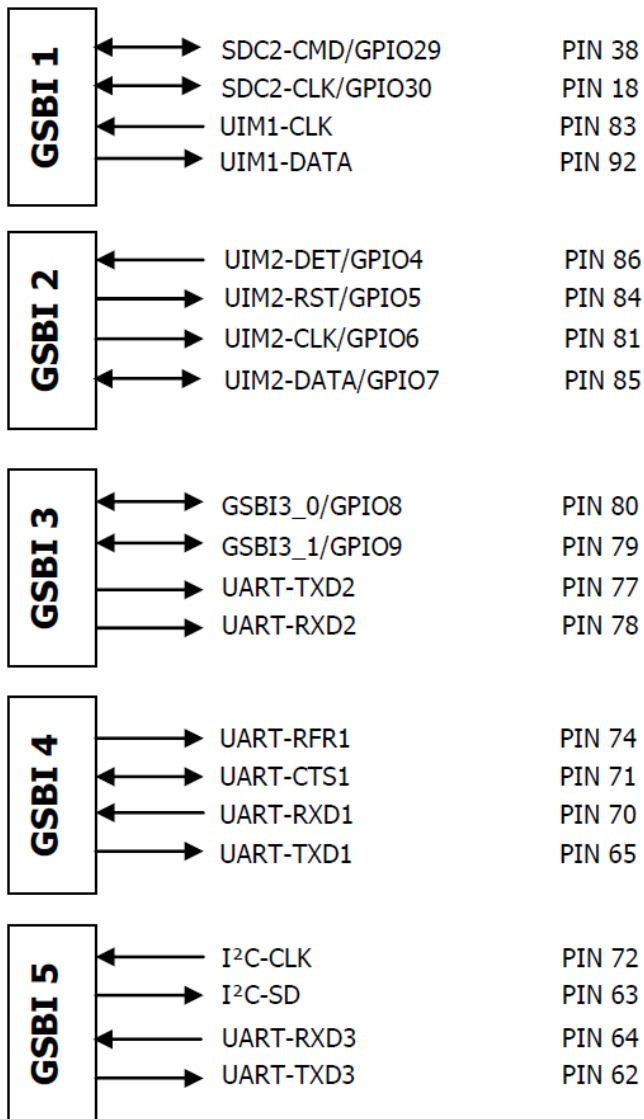 GSBI 1
SDC2-CMD/GPIO29 PIN 38
SDC2-CLK/GPIO30 PIN 18
UIM1-CLK PIN 83
UIM1-DATA PIN 92
GSBI 2
UIM2-DET/GPIO4 PIN 86
UIM2-RST/GPIO5 PIN 84
UIM2-CLK/GPIO6 PIN 81
UIM2-DATA/GPIO7 PIN 85
GSBI 3
GSBI3_0/GPIO8 PIN 80
GSBI3_1/GPIO9 PIN 79
UART-TXD2 PIN 77
UART-RXD2 PIN 78
GSBI 4
UART-RFR1 PIN 74
UART-CTS1 PIN 71
UART-RXD1 PIN 70
UART-TXD1 PIN 65
GSBI 5
I²C-CLK PIN 72
I²C-SD PIN 63
UART-RXD3 PIN 64
UART-TXD3 PIN 62